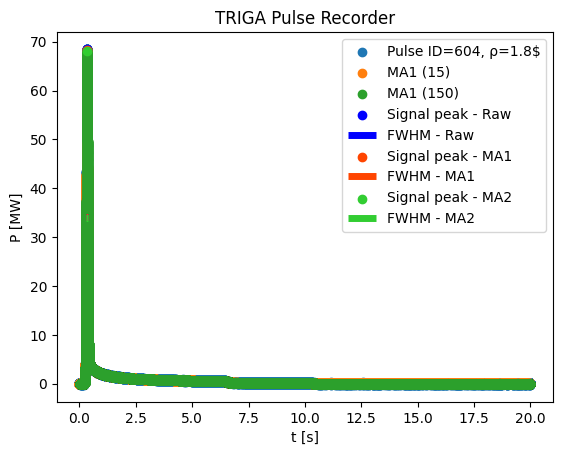 TRIGA Pulse Recorder
P [MW]
70
60
50
40
30
20
10
0
Pulse ID=604, ρ=1.8$
MA1 (15)
MA1 (150)
Signal peak - Raw
FWHM - Raw
Signal peak - MA1
FWHM - MA1
Signal peak - MA2
FWHM - MA2
0.0 2.5 5.0 7.5 10.0 12.5 15.0 17.5 20.0
t [s]